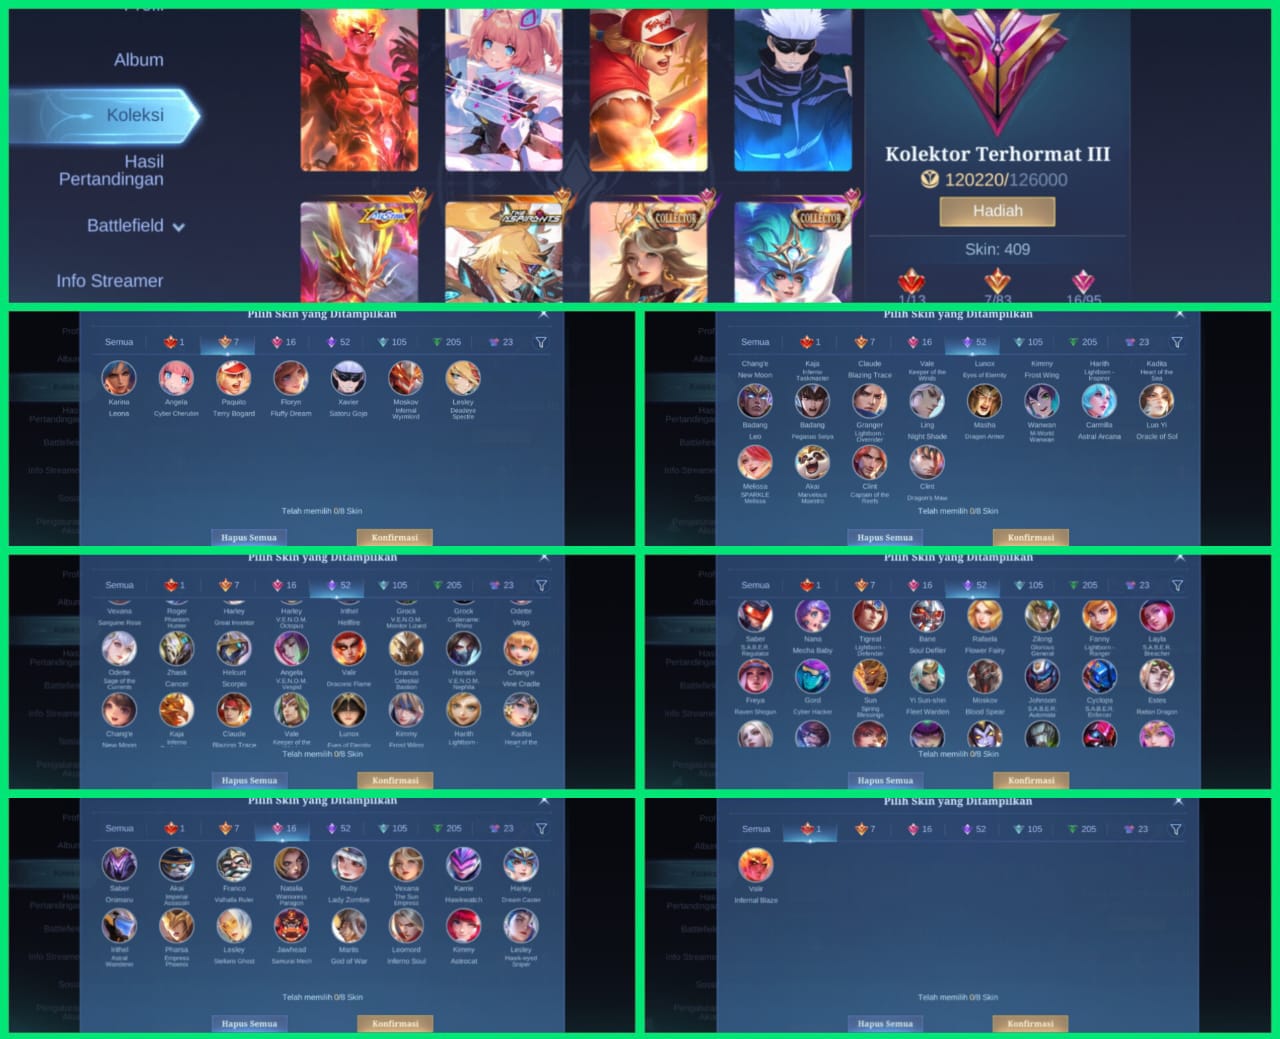 Profil
Album
Koleksi
Hasil
Pertandingan
Battlefield
Info Streamer
ALLSTAR
THE ASPIRANTS
COLLECTOR
COLLECTOR
Kolektor Terhormat III
120220/126000
Hadiah
Skin: 409
1/13 7/83 16/95
Pilih Skin yang Ditampilkan
Semua 1 7 16 52 105 205 23
Karina Angela Paquito Floryn Xavier Moskov Lesley
Leona Cyber Cherubim Terry Bogard Fluffy Dream Satoru Gojo Infernal Wyrmlord Deadeye Spectre
Telah memilih 0/8 Skin
Hapus Semua Konfirmasi
Pilih Skin yang Ditampilkan
Semua 1 7 16 52 105 205 23
Chang'e Kaja Claude Vale Lunox Kimmy Harith Kadita
New Moon Inferno Taskmaster Blazing Trace Keeper of the Winds Eyes of Eternity Frost Wing Lightborn - Inspirer Heart of the Sea
Badang Badang Granger Ling Masha Wanwan Carmilla Luo Yi
Leo Pegasus Seiya Lightborn - Overrider Night Shade Dragon Armor M-World Wanwan Astral Arcana Oracle of Sol
Melissa Akai Clint Clint
SPARKLE Melissa Marvelous Maestro Captain of the Reefs Dragon's Maw
Telah memilih 0/8 Skin
Hapus Semua Konfirmasi
Pilih Skin yang Ditampilkan
Semua 1 7 16 52 105 205 23
Vexana Roger Harley Harley Irithel Grock Grock Odette
Sanguine Rose Phantom Hunter Great Inventor V.E.N.O.M. Octopus Hellfire V.E.N.O.M. Monitor Lizard Codename: Rhino Virgo
Odette Zhask Helcurt Angela Valir Uranus Hanabi Chang'e
Sage of the Currents Cancer Scorpio V.E.N.O.M. Vespid Draconic Flame Celestial Bastion V.E.N.O.M. Nephila Vine Cradle
Chang'e Kaja Claude Vale Lunox Kimmy Harith Kadita
New Moon Inferno Blazing Trace Keeper of the Eyes of Eternity Frost Wing Lightborn - Heart of the
Telah memilih 0/8 Skin
Hapus Semua Konfirmasi
Pilih Skin yang Ditampilkan
Semua 1 7 16 52 105 205 23
Saber Nana Tigreal Bane Rafaela Zilong Fanny Layla
S.A.B.E.R. Regulator Mecha Baby Lightborn - Defender Soul Defiler Flower Fairy Glorious General Lightborn - Ranger S.A.B.E.R. Breacher
Freya Gord Sun Yi Sun-shin Moskov Johnson Cyclops Estes
Raven Shogun Cyber Hacker Spring Blessings Fleet Warden Blood Spear S.A.B.E.R. Automata S.A.B.E.R. Enforcer Rattan Dragon
Telah memilih 0/8 Skin
Hapus Semua Konfirmasi
Pilih Skin yang Ditampilkan
Semua 1 7 16 52 105 205 23
Saber Akai Franco Natalia Ruby Vexana Karrie Harley
Onimaru Imperial Assassin Valhalla Ruler Warmoress Paragon Lady Zombie The Sun Empress Hawkwatch Dream Caster
Irithel Pharsa Lesley Jawhead Martis Leomord Kimmy Lesley
Astral Wanderer Empress Phoenix Stellaris Ghost Samurai Mech God of War Inferno Soul Astrocat Hawk-eyed Sniper
Telah memilih 0/8 Skin
Hapus Semua Konfirmasi
Pilih Skin yang Ditampilkan
Semua 1 7 16 52 105 205 23
Valir
Infernal Blaze
Telah memilih 0/8 Skin
Hapus Semua Konfirmasi